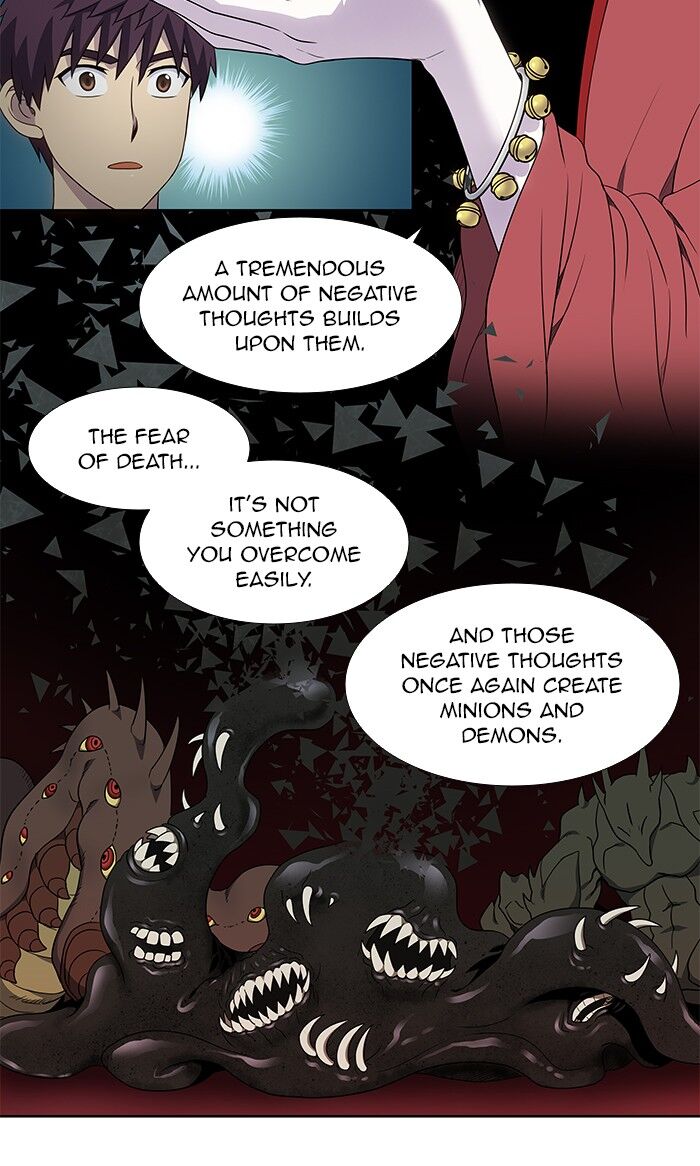 A TREMENDOUS
AMOUNT OF NEGATIVE
THOUGHTS BUILDS
UPON THEM.
THE FEAR
OF DEATH...
IT'S NOT
SOMETHING
YOU OVERCOME
EASILY.
AND THOSE
NEGATIVE THOUGHTS
ONCE AGAIN CREATE
MINIONS AND
DEMONS.